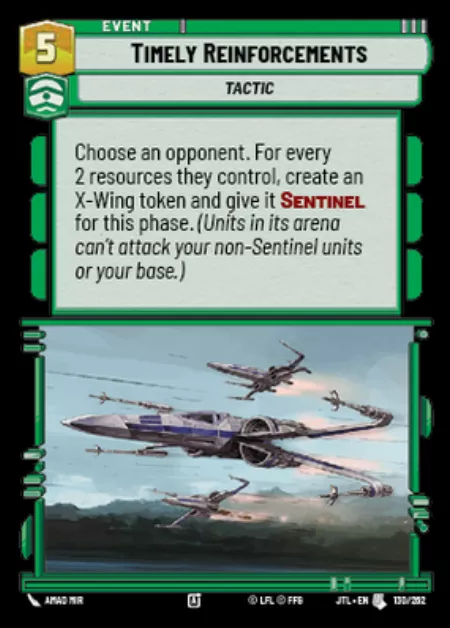 EVENT
5
TIMELY REINFORCEMENTS
TACTIC
Choose an opponent. For every
2 resources they control, create an
X-Wing token and give it SENTINEL
for this phase. (Units in its arena
can't attack your non-Sentinel units
or your base.)
AMAD MIR
© LFL © FFG
JTL • EN
130/262